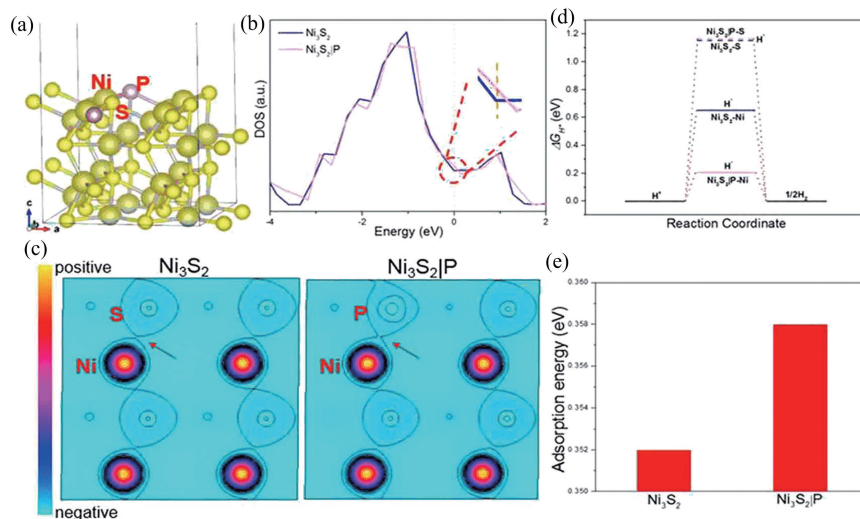 (a)
Ni P
S
c
b a
(b)
Ni₃S₂
Ni₃S₂|P
DOS (a.u.)
-4 -2 0 2
Energy (eV)
(d)
1.2
1.0
0.8
0.6
0.4
0.2
0.0
ΔG_H* (eV)
Ni₃S₂|P-S
H*
Ni₃S₂-S
H*
Ni₃S₂-Ni
H*
Ni₃S₂|P-Ni
H⁺
1/2H₂
Reaction Coordinate
(c)
positive
negative
Ni₃S₂
S
Ni
Ni₃S₂|P
P
Ni
(e)
0.360
0.358
0.356
0.354
0.352
0.350
Adsorption energy (eV)
Ni₃S₂
Ni₃S₂|P